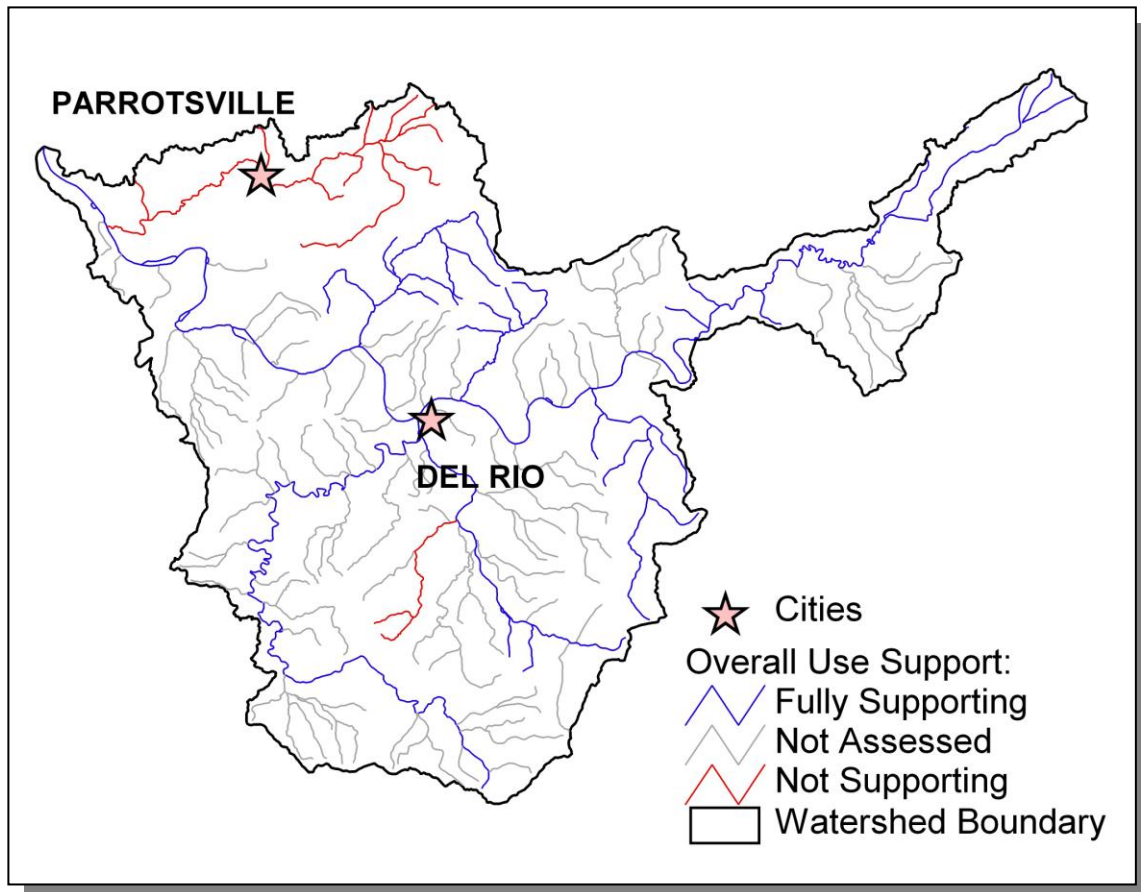 PARROTSVILLE
DEL RIO
Cities
Overall Use Support:
Fully Supporting
Not Assessed
Not Supporting
Watershed Boundary